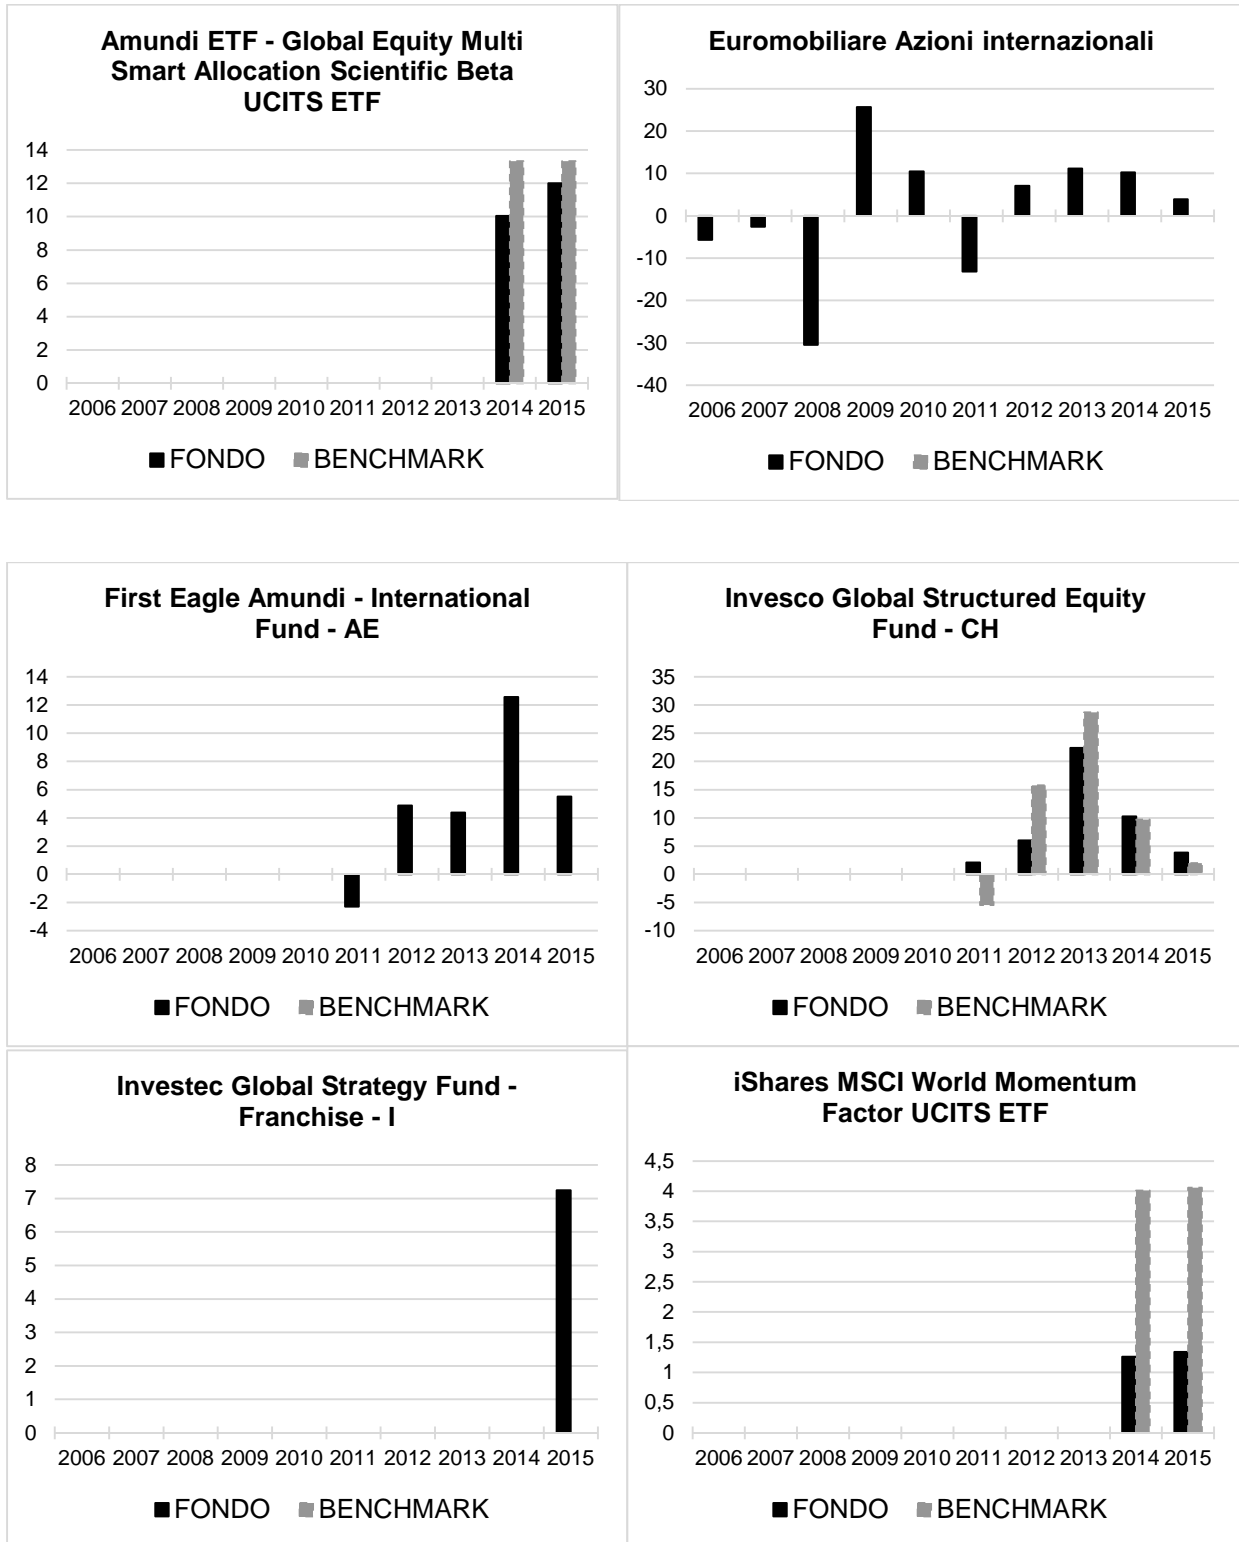 Amundi ETF - Global Equity Multi
Smart Allocation Scientific Beta
UCITS ETF
14
12
10
8
6
4
2
0
2006 2007 2008 2009 2010 2011 2012 2013 2014 2015
FONDO BENCHMARK
Euromobiliare Azioni internazionali
30
20
10
0
-10
-20
-30
-40
2006 2007 2008 2009 2010 2011 2012 2013 2014 2015
FONDO BENCHMARK
First Eagle Amundi - International
Fund - AE
14
12
10
8
6
4
2
0
-2
-4
2006 2007 2008 2009 2010 2011 2012 2013 2014 2015
FONDO BENCHMARK
Invesco Global Structured Equity
Fund - CH
35
30
25
20
15
10
5
0
-5
-10
2006 2007 2008 2009 2010 2011 2012 2013 2014 2015
FONDO BENCHMARK
Investec Global Strategy Fund -
Franchise - I
8
7
6
5
4
3
2
1
0
2006 2007 2008 2009 2010 2011 2012 2013 2014 2015
FONDO BENCHMARK
iShares MSCI World Momentum
Factor UCITS ETF
4,5
4
3,5
3
2,5
2
1,5
1
0,5
0
2006 2007 2008 2009 2010 2011 2012 2013 2014 2015
FONDO BENCHMARK